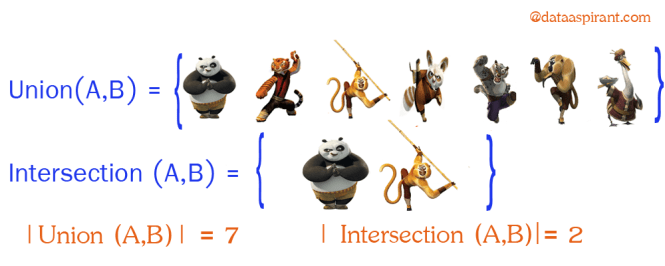 @dataaspirant.com
Union(A,B) = { }
Intersection (A,B) = { }
|Union (A,B)| = 7 | Intersection (A,B)|= 2